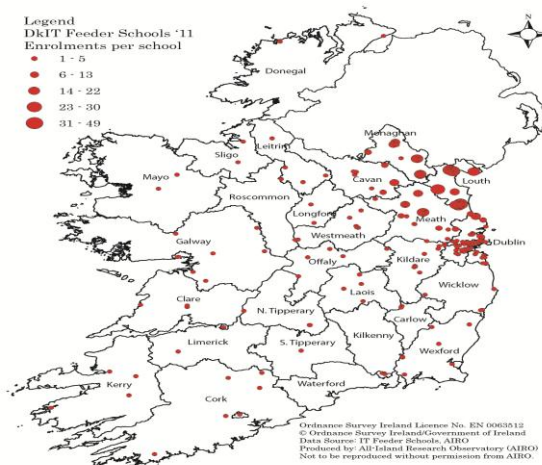 Legend
DkIT Feeder Schools '11
Enrolments per school
1 - 5
6 - 13
14 - 22
23 - 30
31 - 49
N
Donegal
Monaghan
Leitrim
Sligo
Cavan
Louth
Mayo
Roscommon
Longford
Meath
Westmeath
Galway
Dublin
Offaly
Kildare
Laois
Wicklow
Clare
N. Tipperary
Carlow
Limerick
S. Tipperary
Kilkenny
Wexford
Kerry
Waterford
Cork
Ordnance Survey Ireland Licence No. EN 0063512
© Ordnance Survey Ireland/Government of Ireland
Data Source: IT Feeder Schools, AIRO
Produced by: All-Island Research Observatory (AIRO)
Not to be reproduced without permission from AIRO.